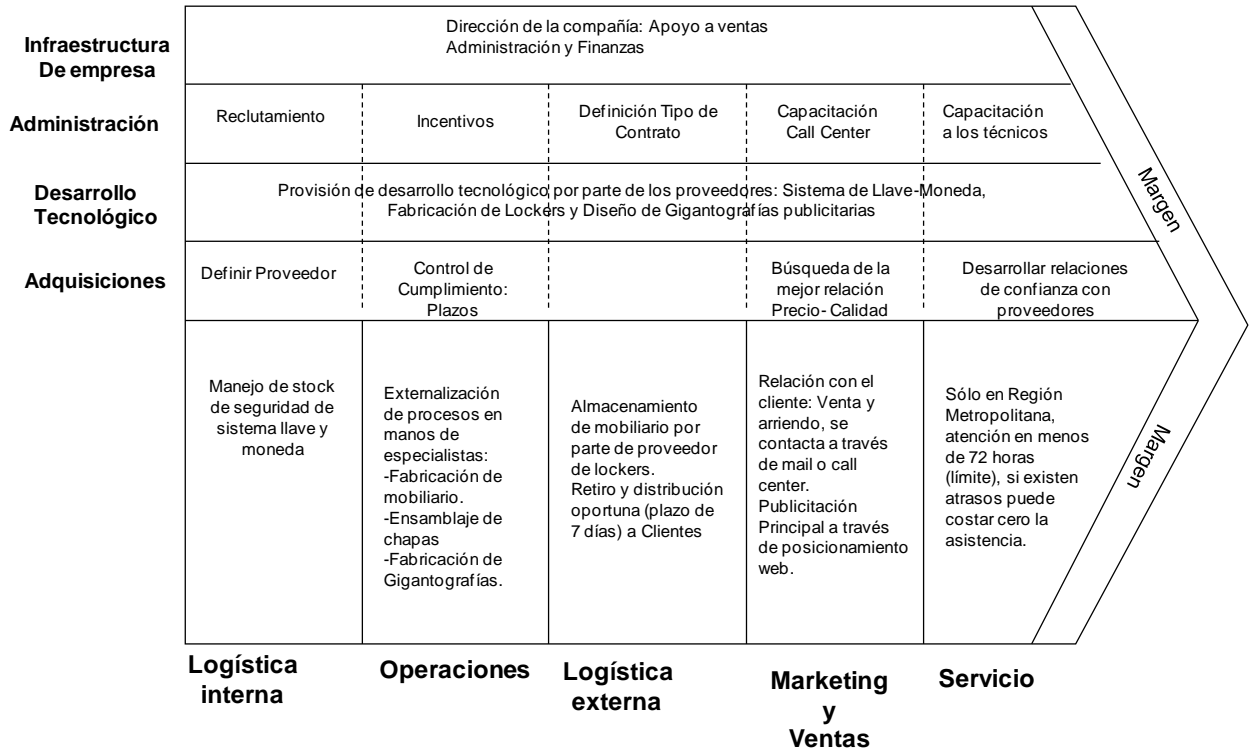 Infraestructura
De empresa
Dirección de la compañía: Apoyo a ventas
Administración y Finanzas
Administración
Reclutamiento
Incentivos
Definición Tipo de
Contrato
Capacitación
Call Center
Capacitación
a los técnicos
Desarrollo
Tecnológico
Provisión de desarrollo tecnológico por parte de los proveedores: Sistema de Llave-Moneda,
Fabricación de Lockers y Diseño de Gigantografías publicitarias
Adquisiciones
Definir Proveedor
Control de
Cumplimiento:
Plazos
Búsqueda de la
mejor relación
Precio- Calidad
Desarrollar relaciones
de confianza con
proveedores
Margen
Manejo de stock
de seguridad de
sistema llave y
moneda
Externalización
de procesos en
manos de
especialistas:
-Fabricación de
mobiliario.
-Ensamblaje de
chapas
-Fabricación de
Gigantografías.
Almacenamiento
de mobiliario por
parte de proveedor
de lockers.
Retiro y distribución
oportuna (plazo de
7 días) a Clientes
Relación con el
cliente: Venta y
arriendo, se
contacta a través
de mail o call
center.
Publicitación
Principal a través
de posicionamiento
web.
Sólo en Región
Metropolitana,
atención en menos
de 72 horas
(límite), si existen
atrasos puede
costar cero la
asistencia.
Margen
Logística
interna
Operaciones
Logística
externa
Marketing
y
Ventas
Servicio